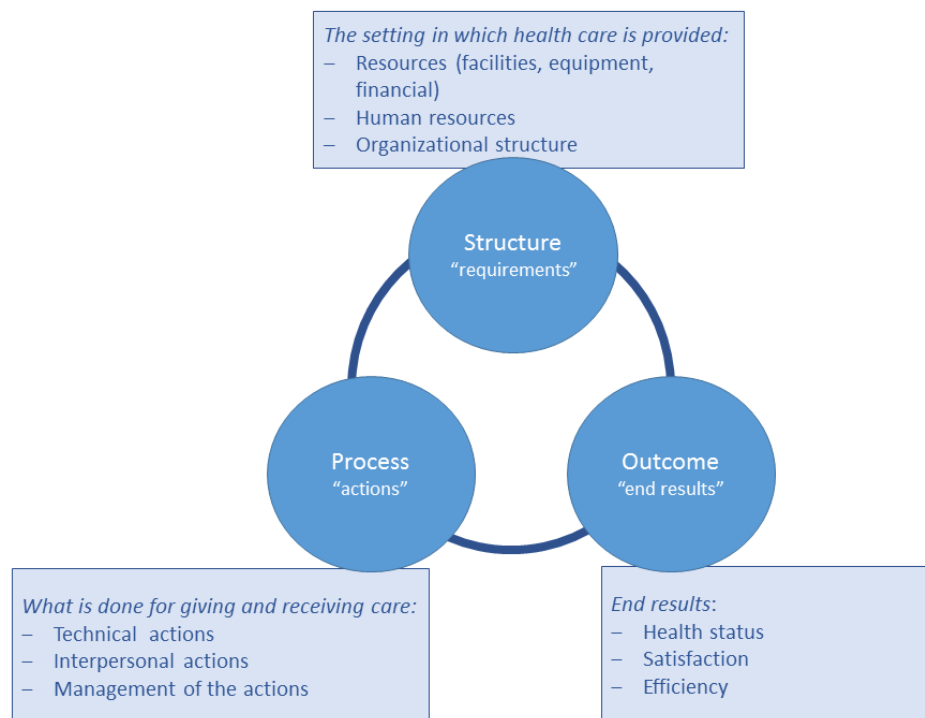 The setting in which health care is provided:
– Resources (facilities, equipment,
financial)
– Human resources
– Organizational structure
Structure
“requirements”
Process
“actions”
Outcome
“end results”
What is done for giving and receiving care:
– Technical actions
– Interpersonal actions
– Management of the actions
End results:
– Health status
– Satisfaction
– Efficiency